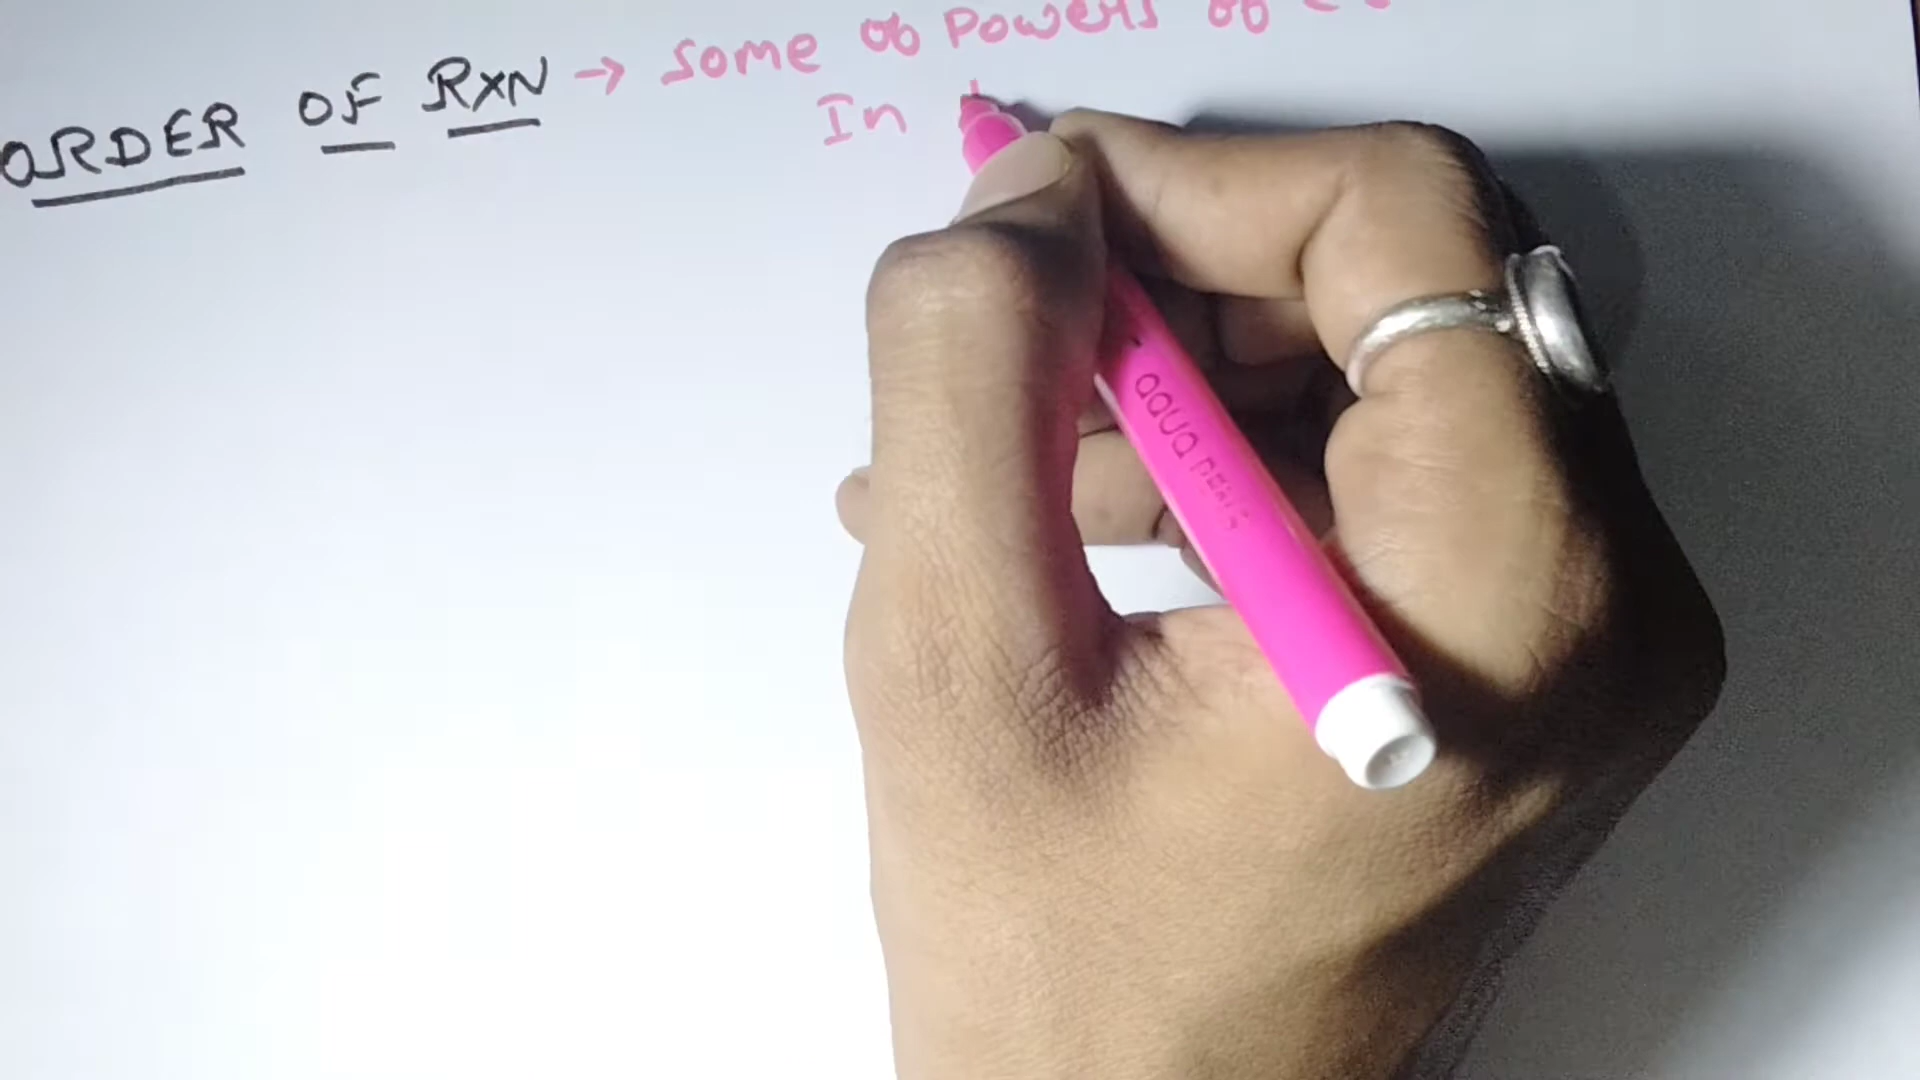 ORDER OF RXN → Some of Powers of
In
AQUA PENS